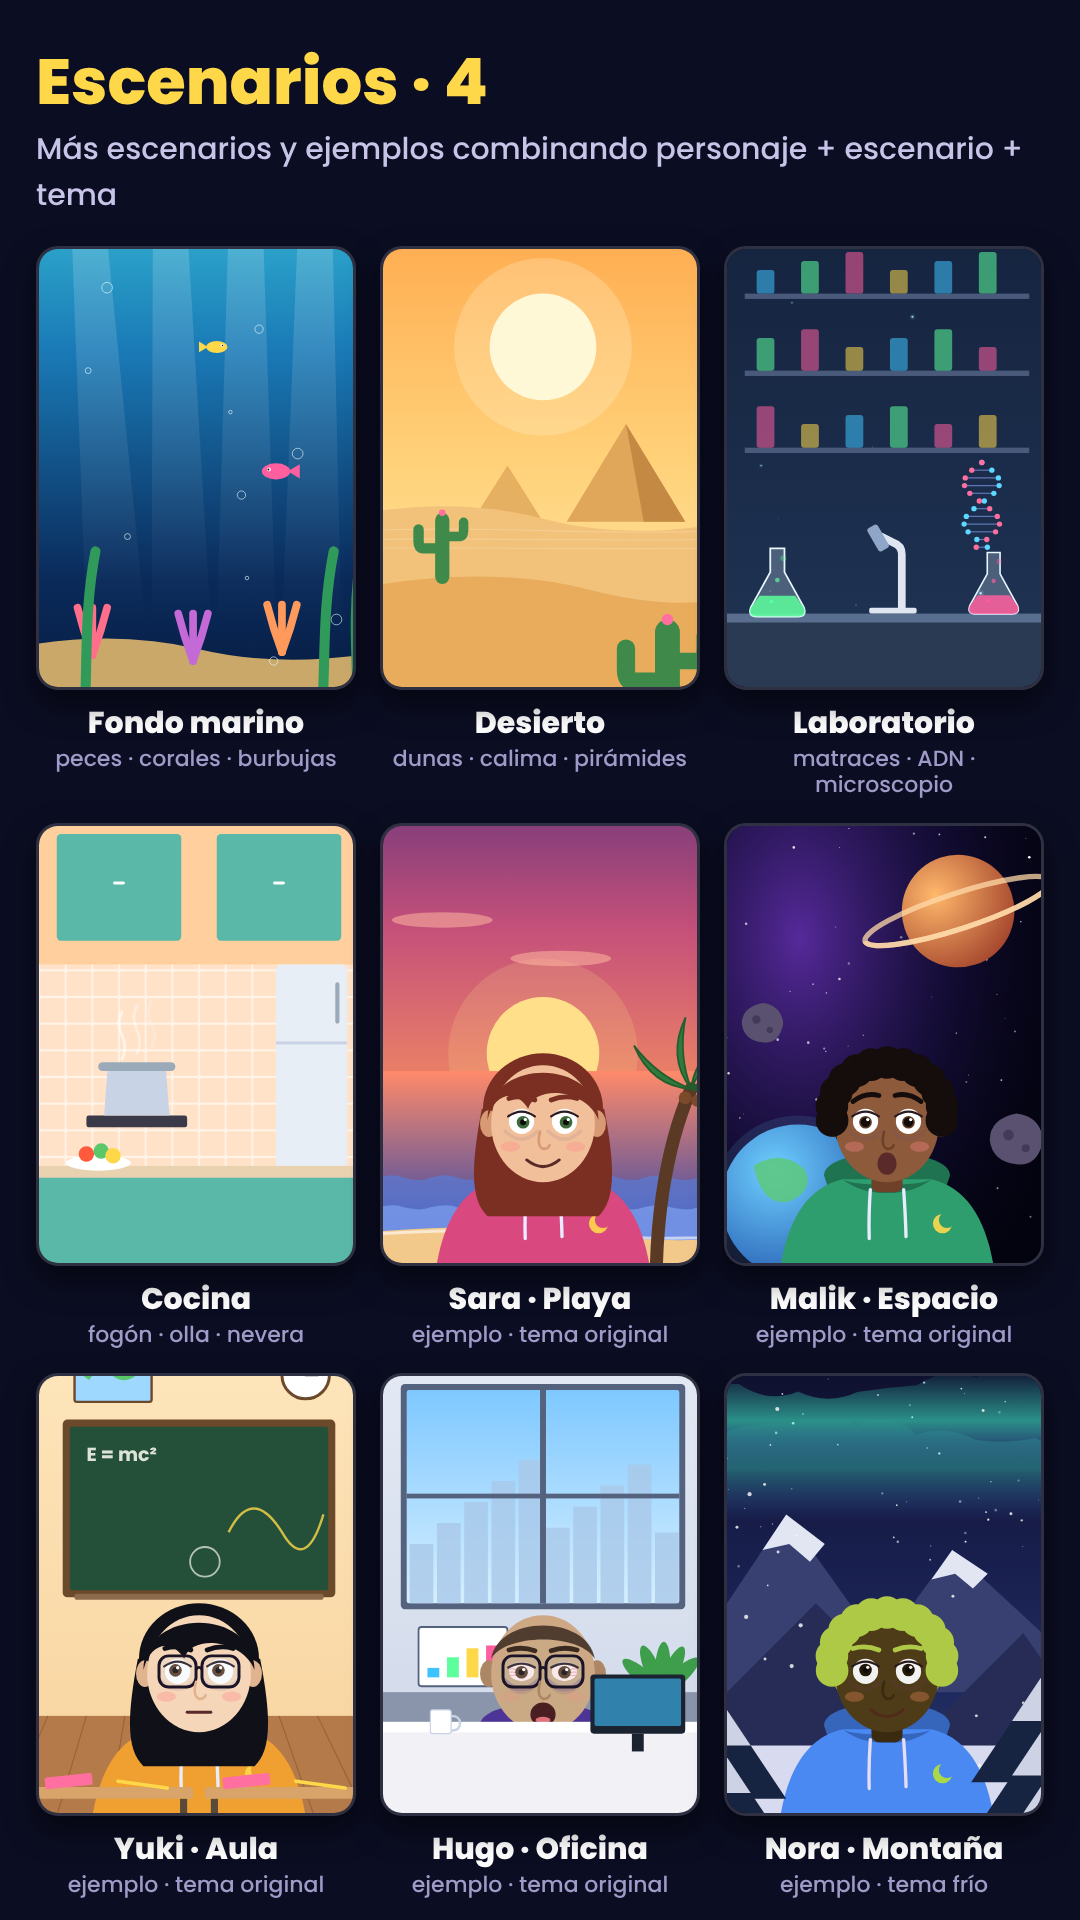 Escenarios · 4
Más escenarios y ejemplos combinando personaje + escenario +
tema
Fondo marino
peces · corales · burbujas
Desierto
dunas · calima · pirámides
Laboratorio
matraces · ADN ·
microscopio
Cocina
fogón · olla · nevera
Sara · Playa
ejemplo · tema original
Malik · Espacio
ejemplo · tema original
E = mc²
Yuki · Aula
ejemplo · tema original
Hugo · Oficina
ejemplo · tema original
Nora · Montaña
ejemplo · tema frío